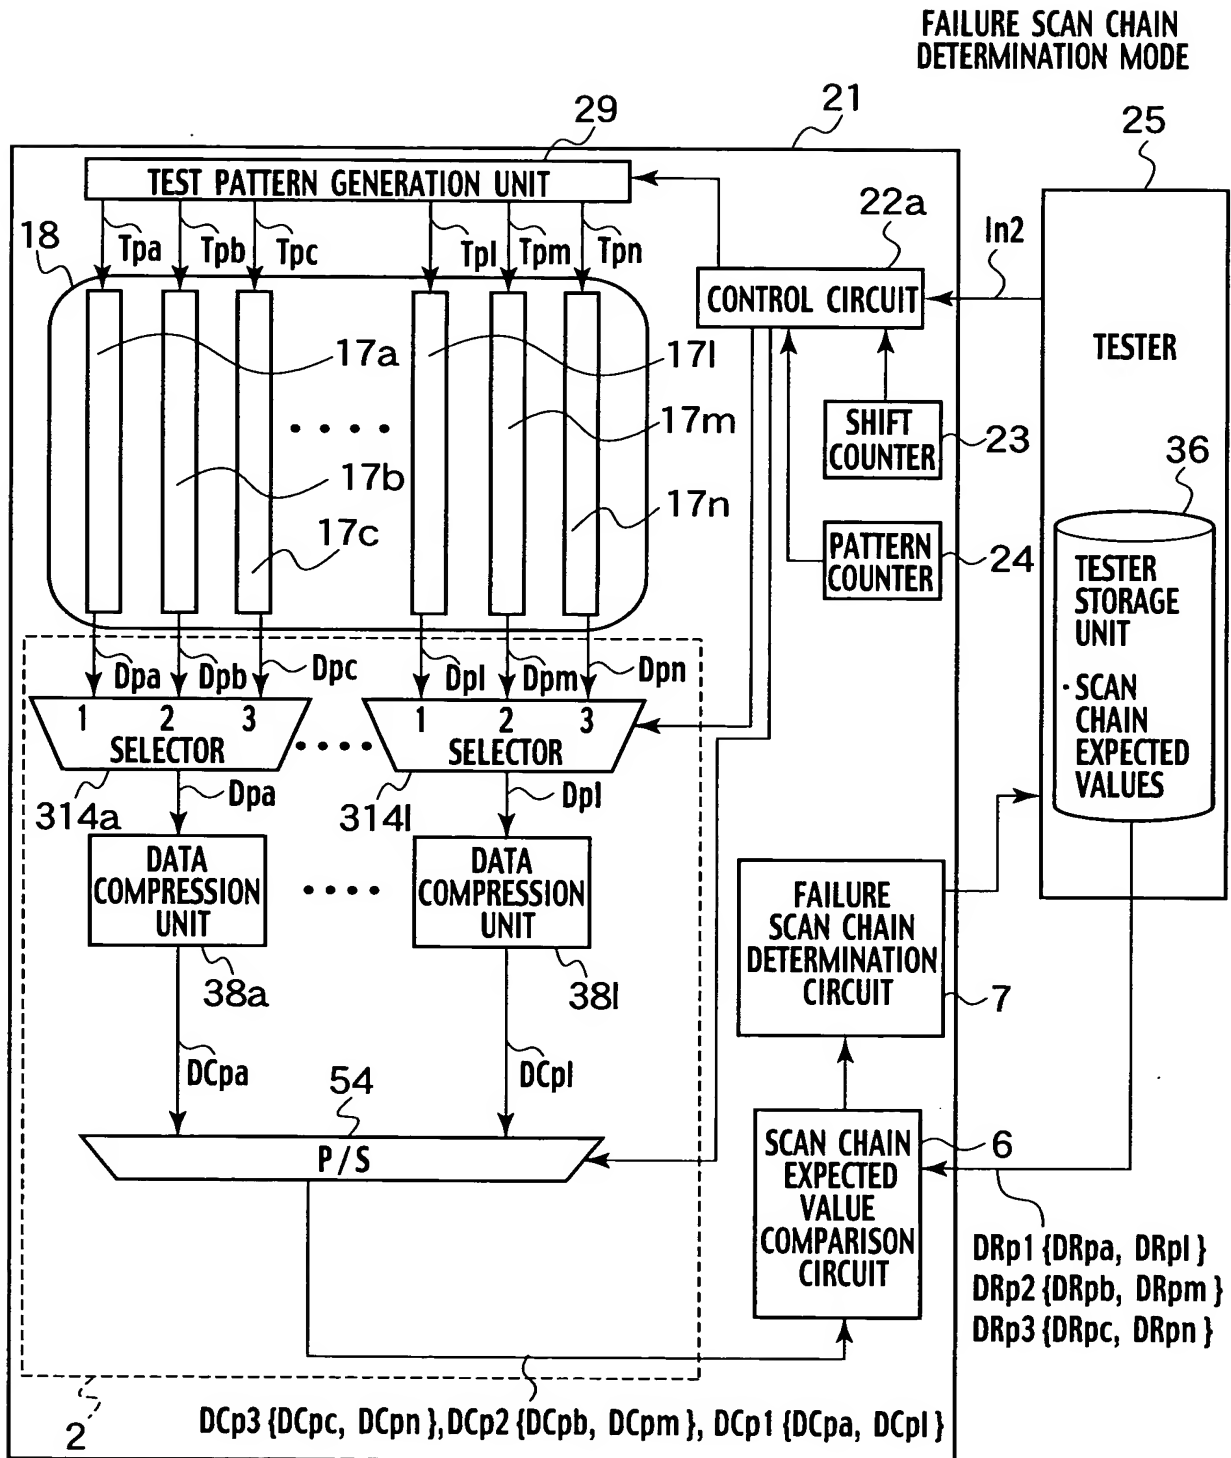 FAILURE SCAN CHAIN
DETERMINATION MODE
21
29
25
TEST PATTERN GENERATION UNIT
22a
In2
18
Tpa
Tpb
Tpc
Tpl
Tpm
Tpn
CONTROL CIRCUIT
TESTER
17a
17l
17m
SHIFT
COUNTER
23
36
17b
17n
17c
PATTERN
COUNTER
24
TESTER
STORAGE
UNIT
· SCAN
CHAIN
EXPECTED
VALUES
Dpa
Dpb
Dpc
Dpl
Dpm
Dpn
1 2 3
SELECTOR
1 2 3
SELECTOR
314a
Dpa
314l
Dpl
DATA
COMPRESSION
UNIT
DATA
COMPRESSION
UNIT
38a
38l
FAILURE
SCAN CHAIN
DETERMINATION
CIRCUIT
7
DCpa
DCpl
54
P/S
SCAN CHAIN
EXPECTED
VALUE
COMPARISON
CIRCUIT
6
DRp1 {DRpa, DRpl }
DRp2 {DRpb, DRpm }
DRp3 {DRpc, DRpn }
2
DCp3 {DCpc, DCpn },DCp2 {DCpb, DCpm }, DCp1 {DCpa, DCpl }